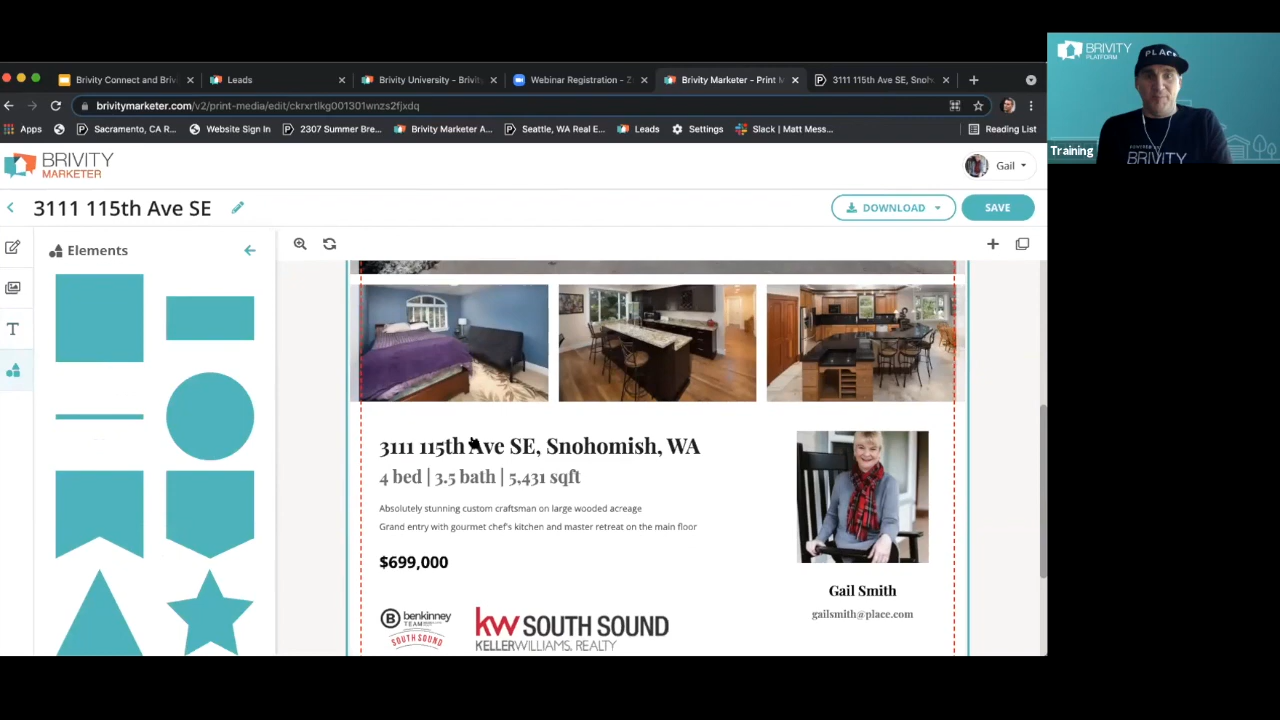 Brivity Connect and Briv
Leads
Brivity University - Brivit
Webinar Registration - Z
Brivity Marketer - Print M
3111 115th Ave SE, Snoh
brivitymarketer.com/v2/print-media/edit/ckrxrtlkg001301wnzs2fjxdq
Apps
Sacramento, CA R...
Website Sign In
2307 Summer Bre...
Brivity Marketer A...
Seattle, WA Real E...
Leads
Settings
Slack | Matt Mess...
Reading List
BRIVITY
MARKETER
Gail
3111 115th Ave SE
DOWNLOAD
SAVE
Elements
T
3111 115th Ave SE, Snohomish, WA
4 bed | 3.5 bath | 5,431 sqft
Absolutely stunning custom craftsman on large wooded acreage
Grand entry with gourmet chef's kitchen and master retreat on the main floor
$699,000
B benkinney
TEAM
SOUTH SOUND
kw SOUTH SOUND
KELLERWILLIAMS. REALTY
Gail Smith
gailsmith@place.com
BRIVITY
PLATFORM
PLACE
BRIVITY
Training